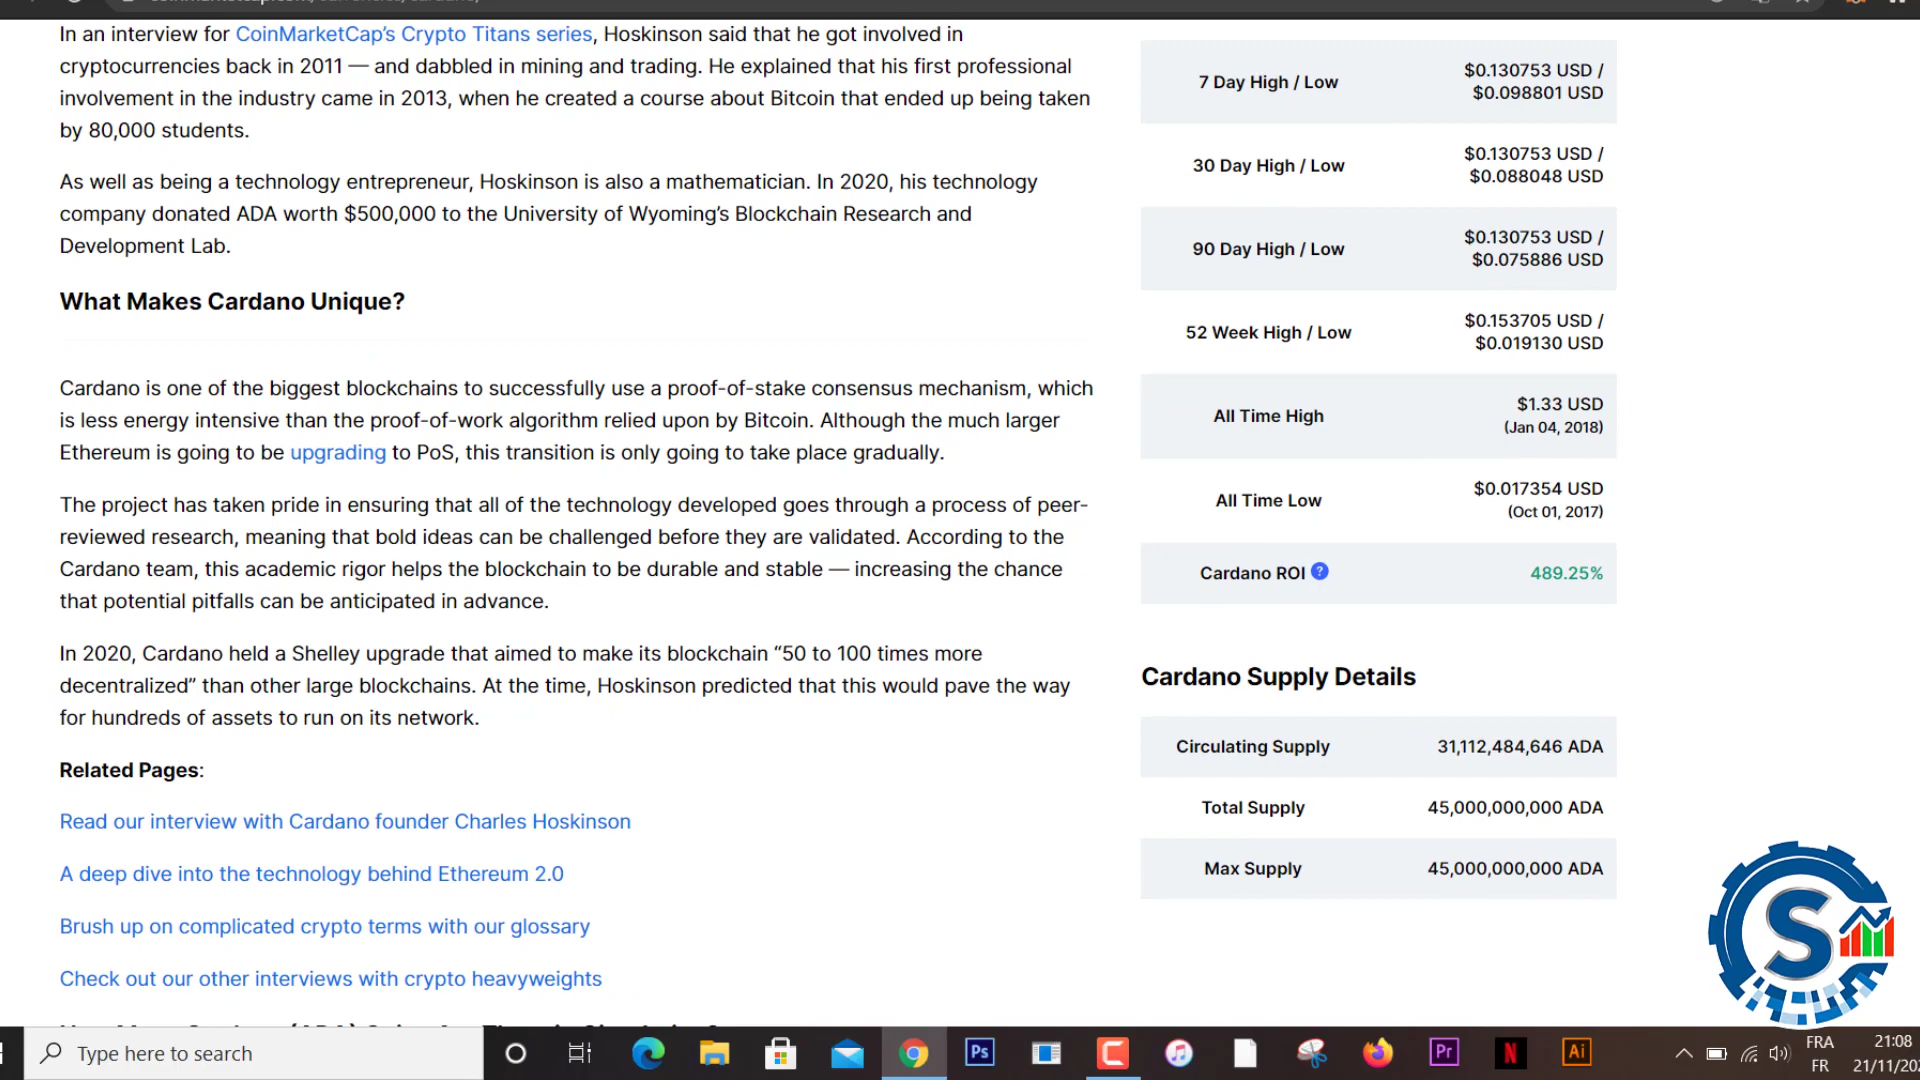 In an interview for CoinMarketCap's Crypto Titans series, Hoskinson said that he got involved in
cryptocurrencies back in 2011 — and dabbled in mining and trading. He explained that his first professional
involvement in the industry came in 2013, when he created a course about Bitcoin that ended up being taken
by 80,000 students.
As well as being a technology entrepreneur, Hoskinson is also a mathematician. In 2020, his technology
company donated ADA worth $500,000 to the University of Wyoming's Blockchain Research and
Development Lab.
What Makes Cardano Unique?
Cardano is one of the biggest blockchains to successfully use a proof-of-stake consensus mechanism, which
is less energy intensive than the proof-of-work algorithm relied upon by Bitcoin. Although the much larger
Ethereum is going to be upgrading to PoS, this transition is only going to take place gradually.
The project has taken pride in ensuring that all of the technology developed goes through a process of peer-
reviewed research, meaning that bold ideas can be challenged before they are validated. According to the
Cardano team, this academic rigor helps the blockchain to be durable and stable — increasing the chance
that potential pitfalls can be anticipated in advance.
In 2020, Cardano held a Shelley upgrade that aimed to make its blockchain “50 to 100 times more
decentralized” than other large blockchains. At the time, Hoskinson predicted that this would pave the way
for hundreds of assets to run on its network.
Related Pages:
Read our interview with Cardano founder Charles Hoskinson
A deep dive into the technology behind Ethereum 2.0
Brush up on complicated crypto terms with our glossary
Check out our other interviews with crypto heavyweights
7 Day High / Low
$0.130753 USD /
$0.098801 USD
30 Day High / Low
$0.130753 USD /
$0.088048 USD
90 Day High / Low
$0.130753 USD /
$0.075886 USD
52 Week High / Low
$0.153705 USD /
$0.019130 USD
All Time High
$1.33 USD
(Jan 04, 2018)
All Time Low
$0.017354 USD
(Oct 01, 2017)
Cardano ROI ?
489.25%
Cardano Supply Details
Circulating Supply
31,112,484,646 ADA
Total Supply
45,000,000,000 ADA
Max Supply
45,000,000,000 ADA
S
Type here to search
Ps
Pr
N
Ai
FRA
FR
21:08
21/11/202